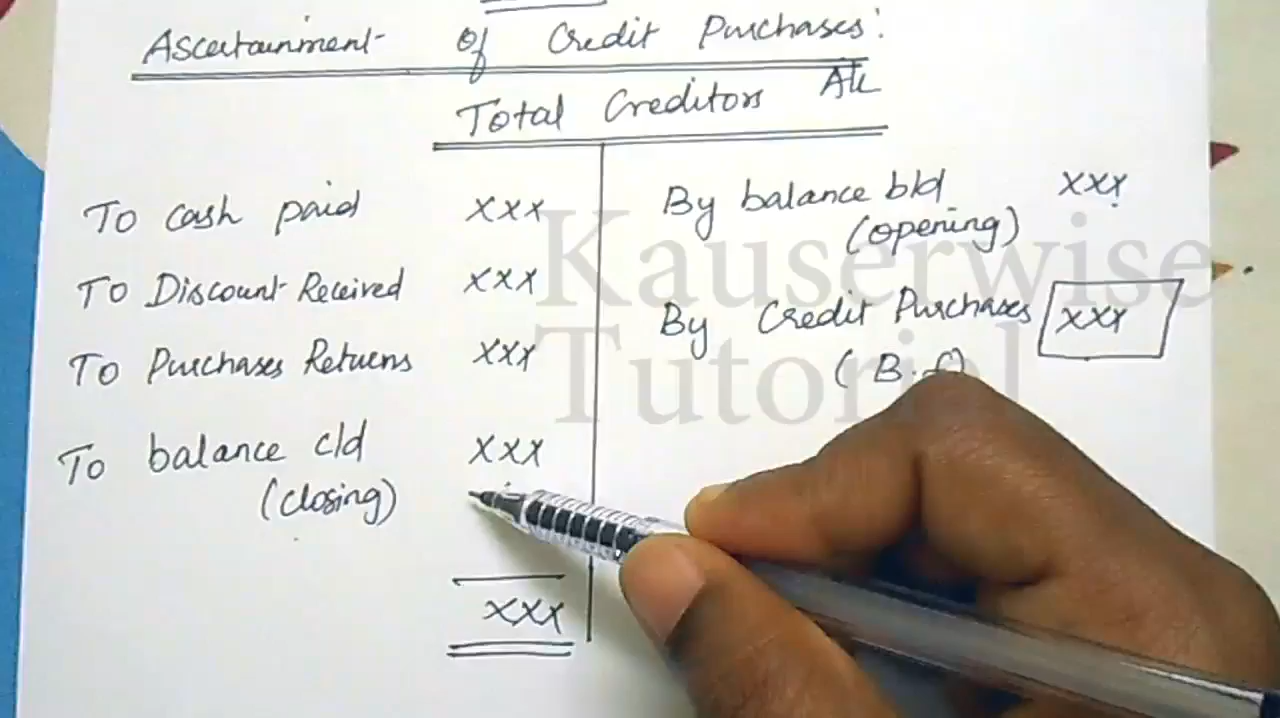 Ascertainment of Credit Purchases:
Total Creditors A/c
To cash paid xxx
To Discount Received xxx
To Purchases Returns xxx
To balance c/d xxx
(closing)
xxx
By balance b/d xxx
(opening)
By Credit Purchases xxx
(B.f)
Kauserwise
Tutorial